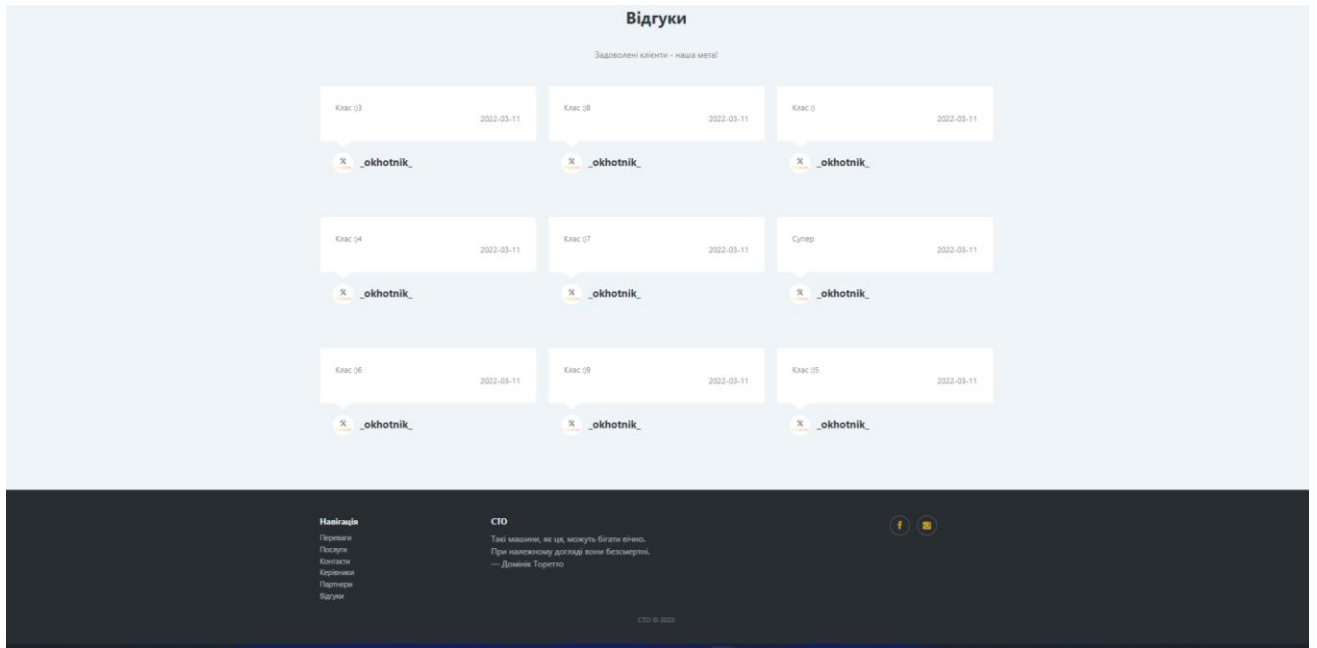 Відгуки
Задоволені клієнти - наша мета!
Клас :)3
2022-03-11
_okhotnik_
Клас :)8
2022-03-11
_okhotnik_
Клас :)
2022-03-11
_okhotnik_
Клас :)4
2022-03-11
_okhotnik_
Клас :)7
2022-03-11
_okhotnik_
Супер
2022-03-11
_okhotnik_
Клас :)6
2022-03-11
_okhotnik_
Клас :)9
2022-03-11
_okhotnik_
Клас :)5
2022-03-11
_okhotnik_
Навігація
Переваги
Послуги
Контакти
Керівники
Партнери
Відгуки
СТО
Такі машини, як ця, можуть бігати вічно.
При належному догляді вони безсмертні.
— Домінік Торетто
СТО © 2022